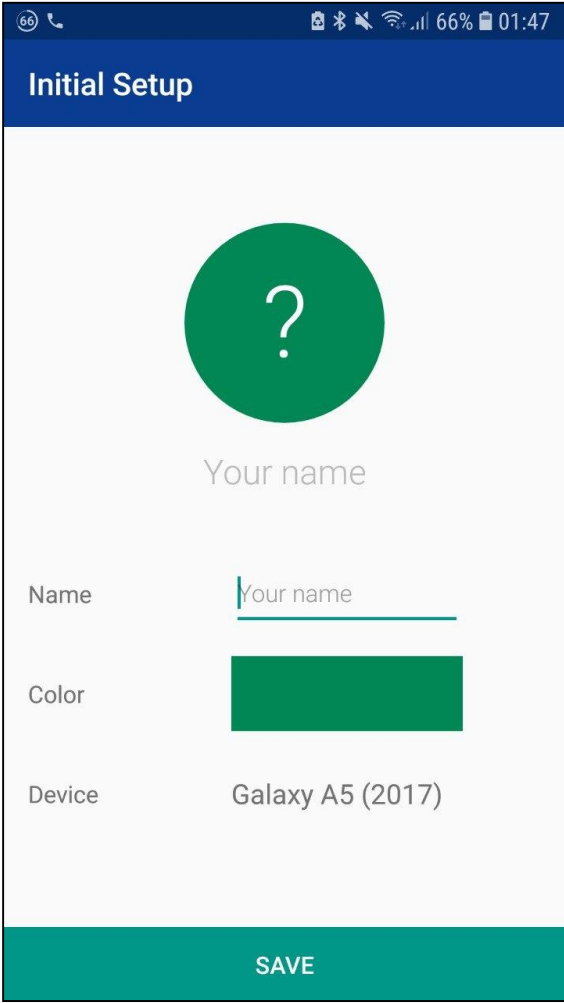 66 66% 01:47
Initial Setup
?
Your name
Name Your name
Color
Device Galaxy A5 (2017)
SAVE